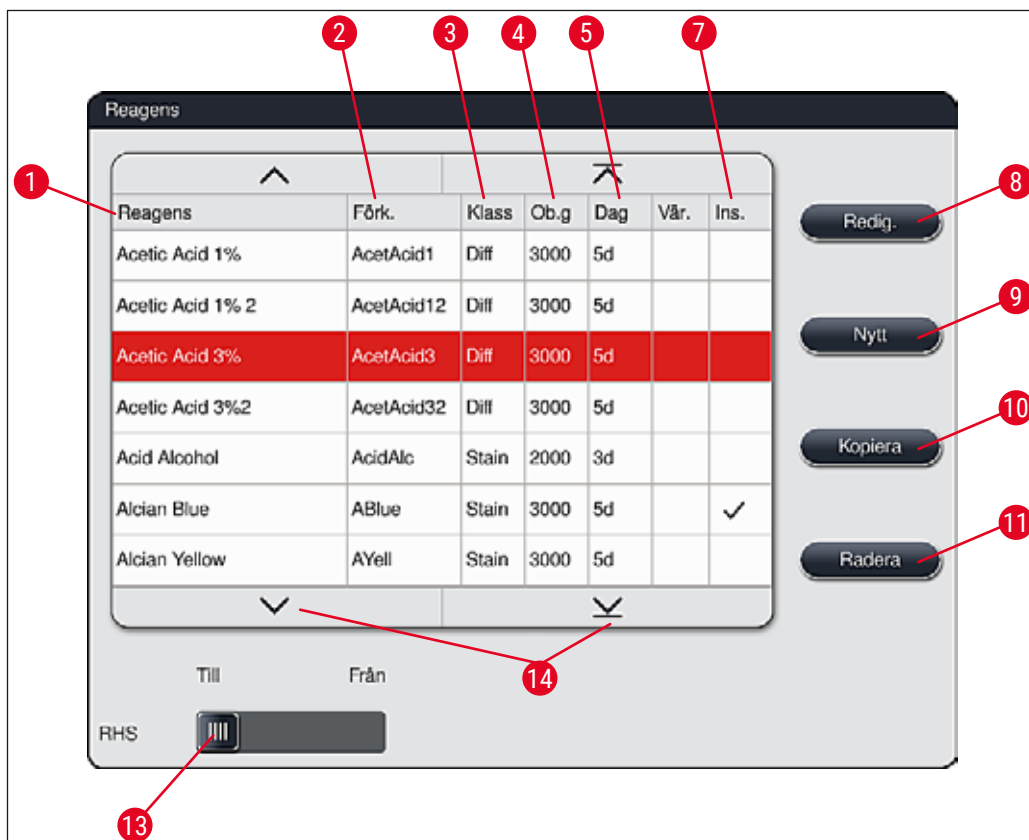 2 3 4 5 7
Reagens
1
8
Reagens Förk. Klass Ob.g Dag Vår. Ins.
Redig.
Acetic Acid 1% AcetAcid1 Diff 3000 5d
Acetic Acid 1% 2 AcetAcid12 Diff 3000 5d
9
Nytt
Acetic Acid 3% AcetAcid3 Diff 3000 5d
Acetic Acid 3%2 AcetAcid32 Diff 3000 5d
10
Kopiera
Acid Alcohol AcidAlc Stain 2000 3d
Alcian Blue ABlue Stain 3000 5d ✓
11
Alcian Yellow AYell Stain 3000 5d
Radera
14
Till Från
RHS
13